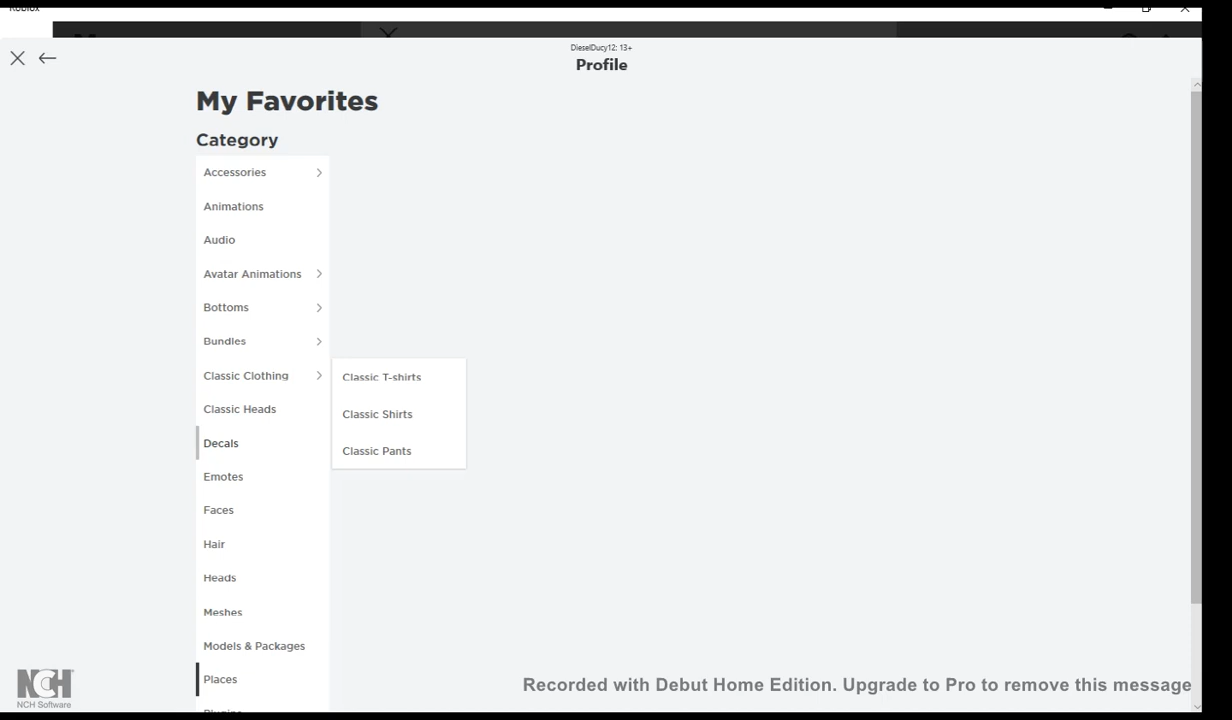 Roblox
DieselDucy12: 13+
Profile
My Favorites
Category
Accessories
Animations
Audio
Avatar Animations
Bottoms
Bundles
Classic Clothing
Classic T-shirts
Classic Heads
Classic Shirts
Decals
Classic Pants
Emotes
Faces
Hair
Heads
Meshes
Models & Packages
Places
Plugins
NCH
NCH Software
Recorded with Debut Home Edition. Upgrade to Pro to remove this message